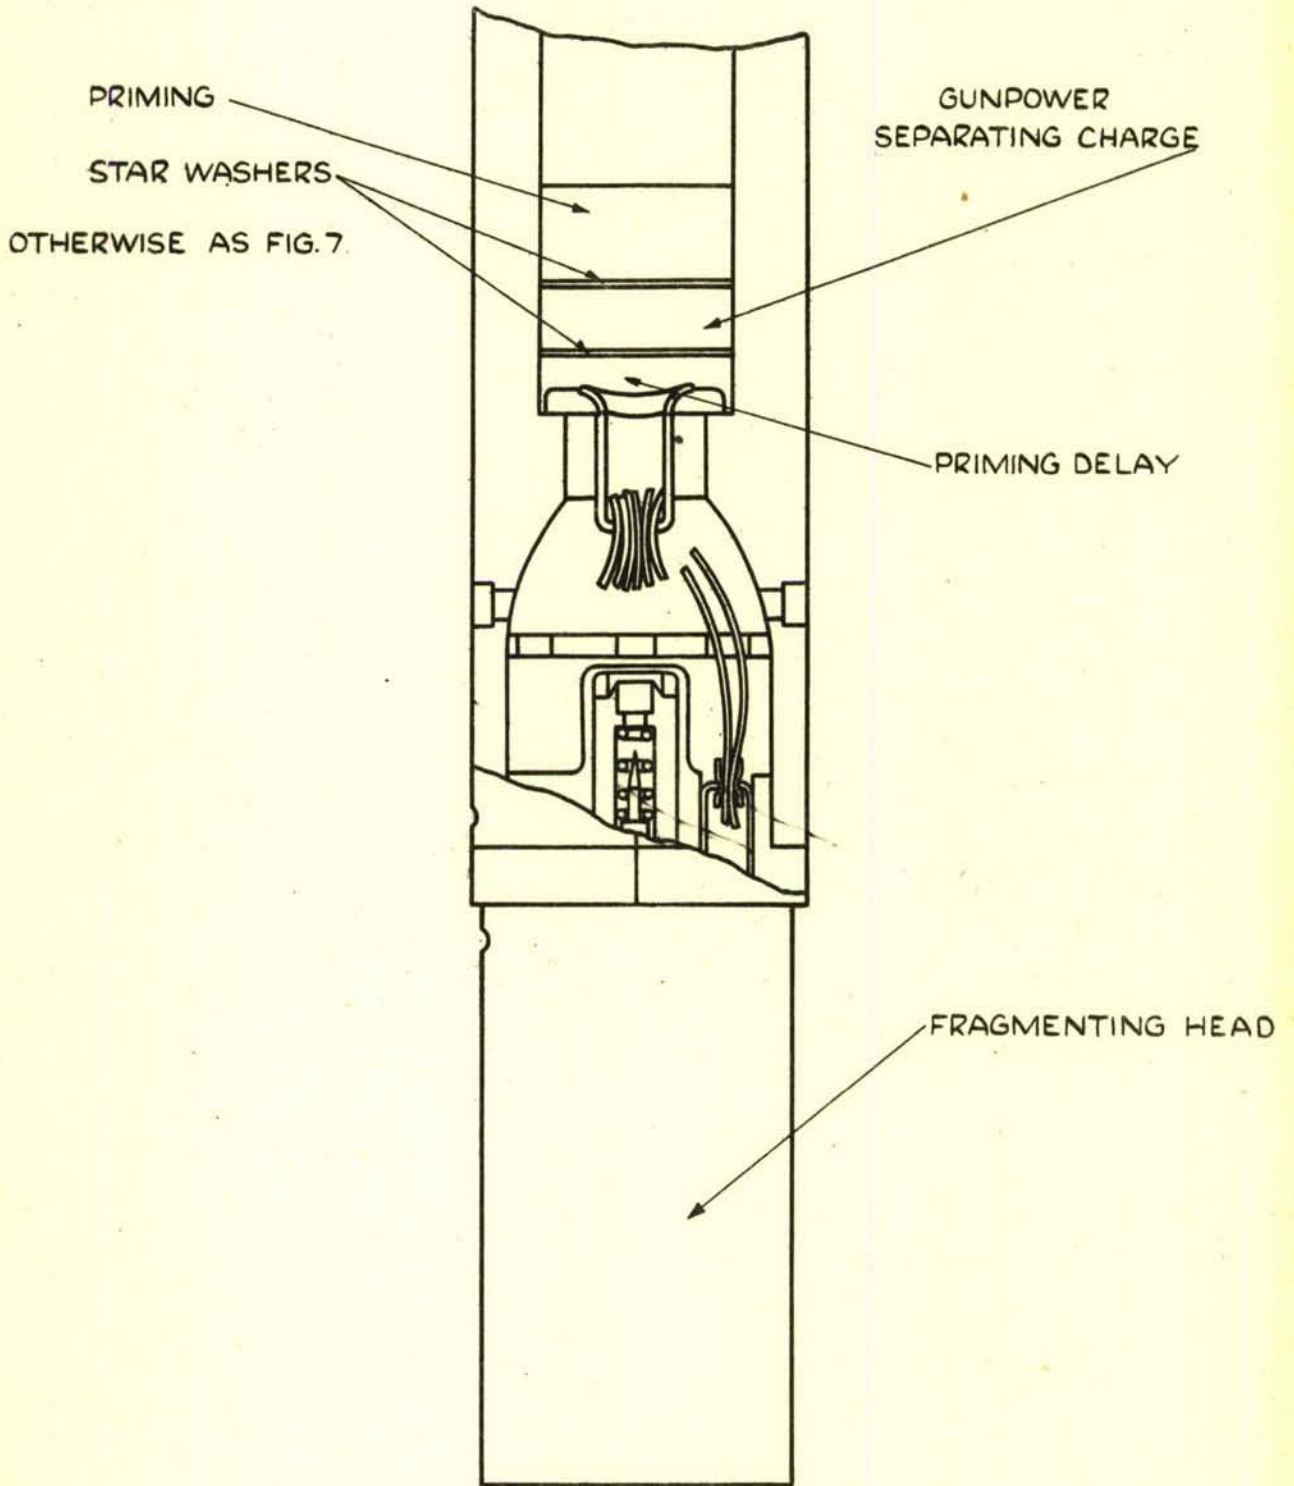 PRIMING
STAR WASHERS
OTHERWISE AS FIG. 7.
GUNPOWER
SEPARATING CHARGE
PRIMING DELAY
FRAGMENTING HEAD